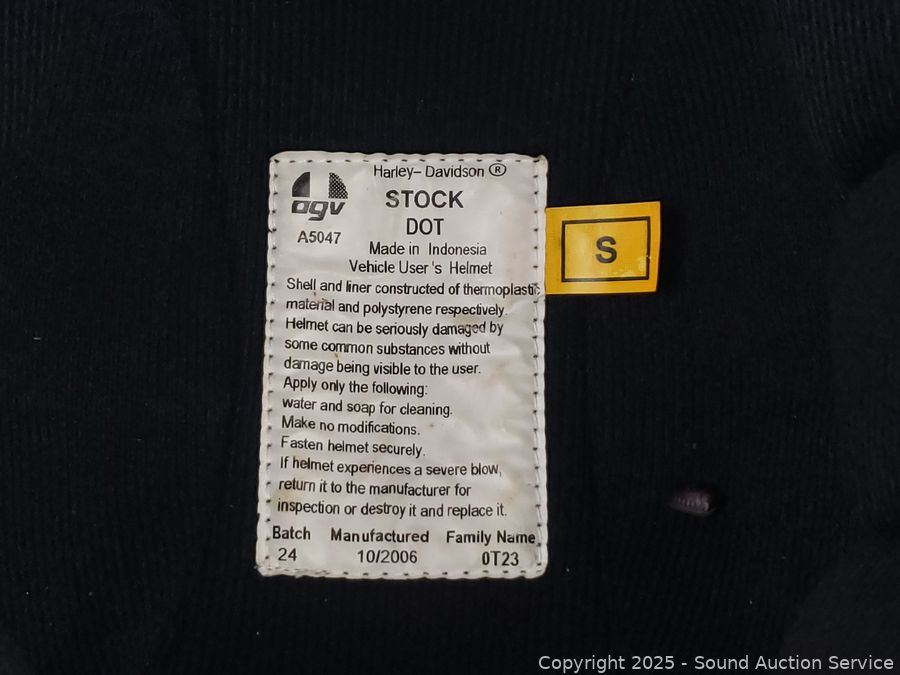 Harley-Davidson ®
agv
STOCK
DOT
A5047
Made in Indonesia
Vehicle User's Helmet
Shell and liner constructed of thermoplastic
material and polystyrene respectively.
Helmet can be seriously damaged by
some common substances without
damage being visible to the user.
Apply only the following:
water and soap for cleaning.
Make no modifications.
Fasten helmet securely.
If helmet experiences a severe blow,
return it to the manufacturer for
inspection or destroy it and replace it.
Batch Manufactured Family Name
24 10/2006 0T23
S
Copyright 2025 - Sound Auction Service